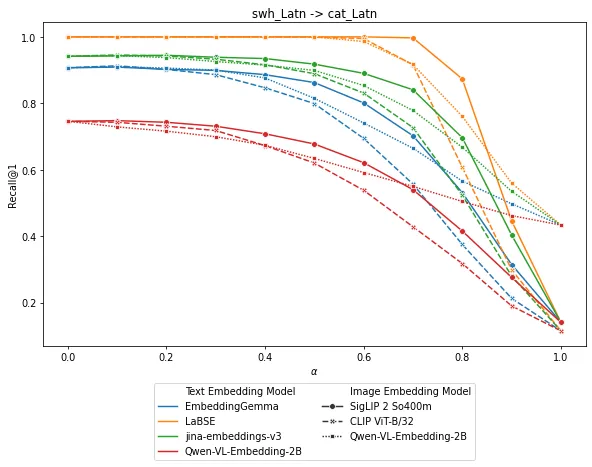 swh_Latn -> cat_Latn
Recall@1
1.0
0.8
0.6
0.4
0.2
0.0 0.2 0.4 0.6 0.8 1.0
α
Text Embedding Model
EmbeddingGemma
LaBSE
jina-embeddings-v3
Qwen-VL-Embedding-2B
Image Embedding Model
SigLIP 2 So400m
CLIP ViT-B/32
Qwen-VL-Embedding-2B